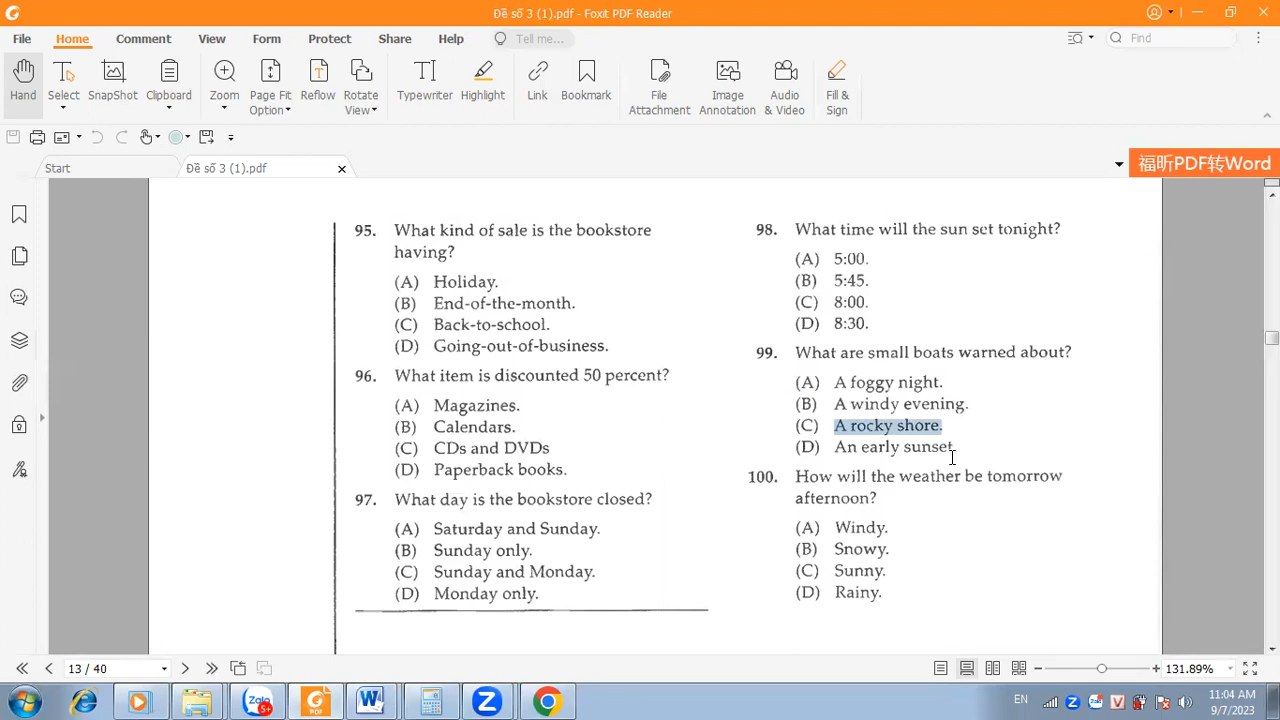 Đề số 3 (1).pdf - Foxit PDF Reader
File Home Comment View Form Protect Share Help Tell me... Find
Hand Select SnapShot Clipboard Zoom Page Fit Option Reflow Rotate View Typewriter Highlight Link Bookmark File Attachment Image Annotation Audio & Video Fill & Sign
PDF
Start Đề số 3 (1).pdf 福昕PDF转Word
95. What kind of sale is the bookstore
having?
(A) Holiday.
(B) End-of-the-month.
(C) Back-to-school.
(D) Going-out-of-business.
96. What item is discounted 50 percent?
(A) Magazines.
(B) Calendars.
(C) CDs and DVDs
(D) Paperback books.
97. What day is the bookstore closed?
(A) Saturday and Sunday.
(B) Sunday only.
(C) Sunday and Monday.
(D) Monday only.
98. What time will the sun set tonight?
(A) 5:00.
(B) 5:45.
(C) 8:00.
(D) 8:30.
99. What are small boats warned about?
(A) A foggy night.
(B) A windy evening.
(C) A rocky shore.
(D) An early sunset.
100. How will the weather be tomorrow
afternoon?
(A) Windy.
(B) Snowy.
(C) Sunny.
(D) Rainy.
13 / 40 131.89%
Zalo 5+ PDF W EN V 11:04 AM
9/7/2023